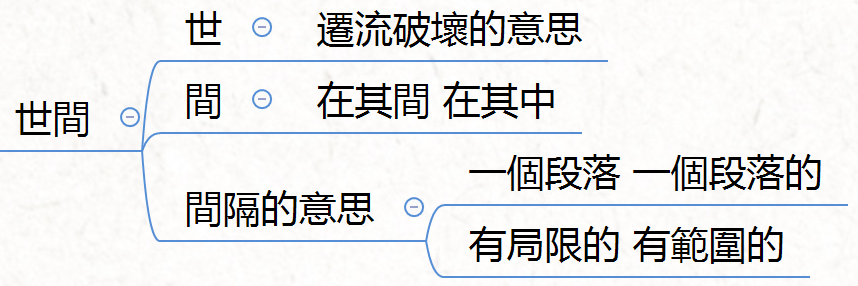 世間
世
遷流破壞的意思
間
在其間 在其中
間隔的意思
一個段落 一個段落的
有局限的 有範圍的